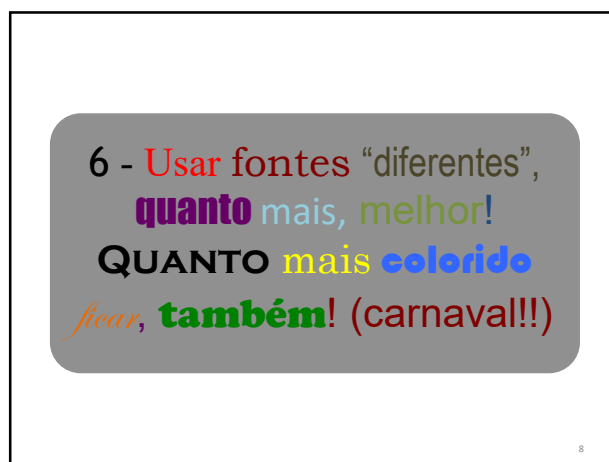 6 - Usar fontes “diferentes”,
quanto mais, melhor!
QUANTO mais colorido
ficar, também! (carnaval!!)
8